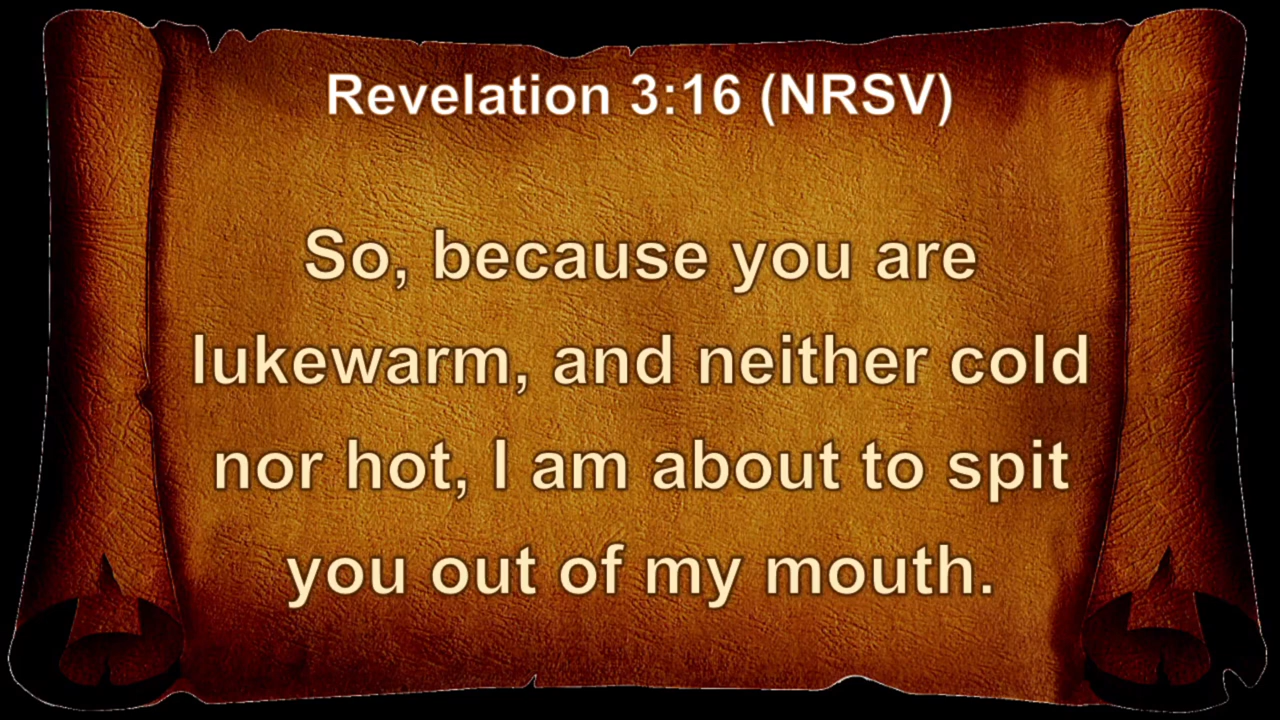 Revelation 3:16 (NRSV)
So, because you are
lukewarm, and neither cold
nor hot, I am about to spit
you out of my mouth.